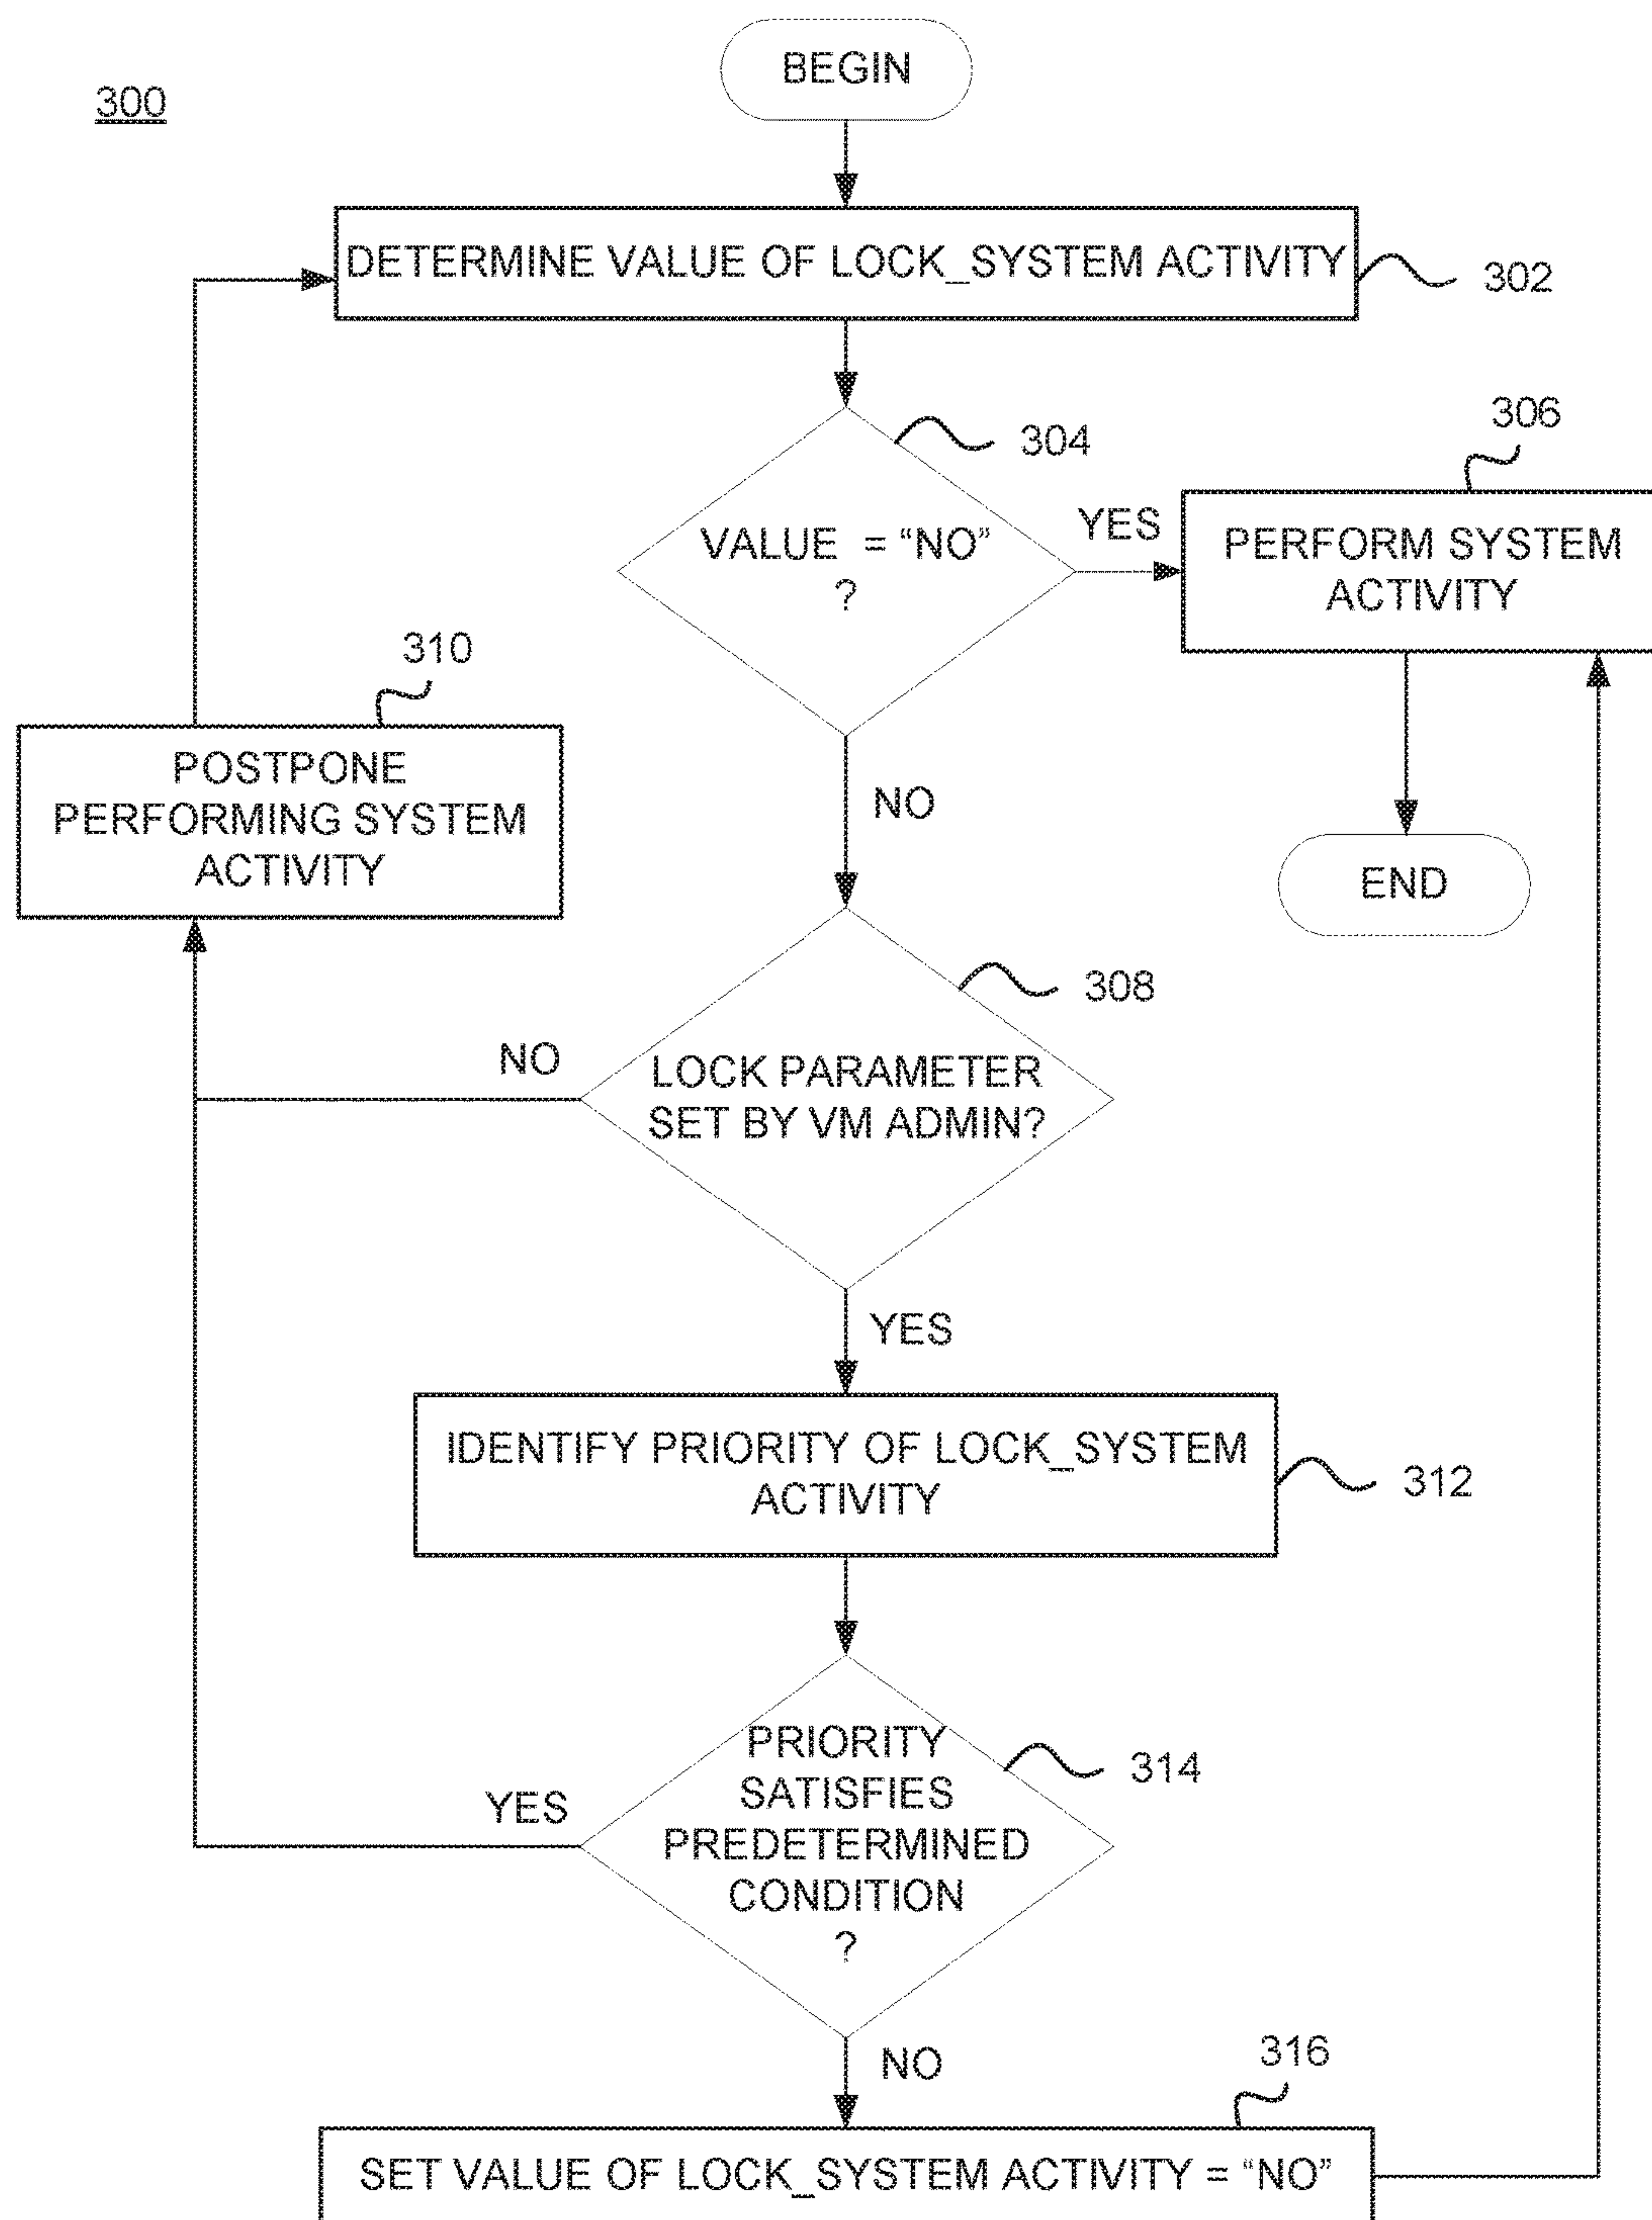 BEGIN
300
DETERMINE VALUE OF LOCK_SYSTEM ACTIVITY
302
304
306
VALUE = “NO”
?
YES
PERFORM SYSTEM
ACTIVITY
310
POSTPONE
PERFORMING SYSTEM
ACTIVITY
NO
END
308
NO
LOCK PARAMETER
SET BY VM ADMIN?
YES
IDENTIFY PRIORITY OF LOCK_SYSTEM
ACTIVITY
312
PRIORITY
SATISFIES
PREDETERMINED
CONDITION
?
314
YES
NO
316
SET VALUE OF LOCK_SYSTEM ACTIVITY = “NO”